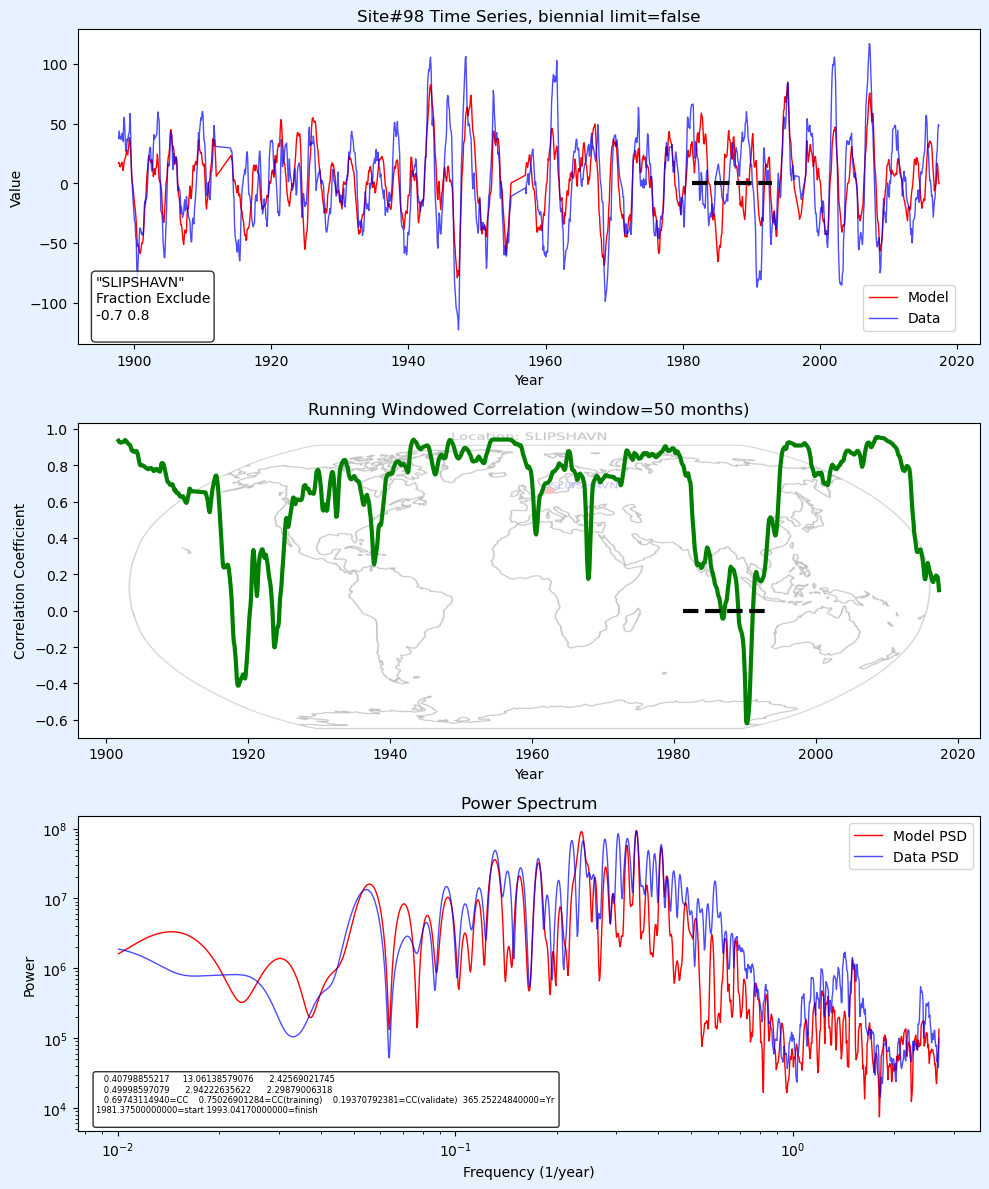 Site#98 Time Series, biennial limit=false
Value
100
50
0
−50
−100
"SLIPSHAVN"
Fraction Exclude
-0.7 0.8
Model
Data
1900 1920 1940 1960 1980 2000 2020
Year
Running Windowed Correlation (window=50 months)
Location: SLIPSHAVN
Correlation Coefficient
1.0
0.8
0.6
0.4
0.2
0.0
−0.2
−0.4
−0.6
1900 1920 1940 1960 1980 2000 2020
Year
Power Spectrum
Power
10^8
10^7
10^6
10^5
10^4
Model PSD
Data PSD
0.40798855217 13.06138579076 2.42569021745
0.49998597079 2.94222635622 2.29879006318
0.69743114940=CC 0.75026901284=CC(training) 0.19370792381=CC(validate) 365.25224840000=Yr
1981.37500000000=start 1993.04170000000=finish
10^−2 10^−1 10^0
Frequency (1/year)